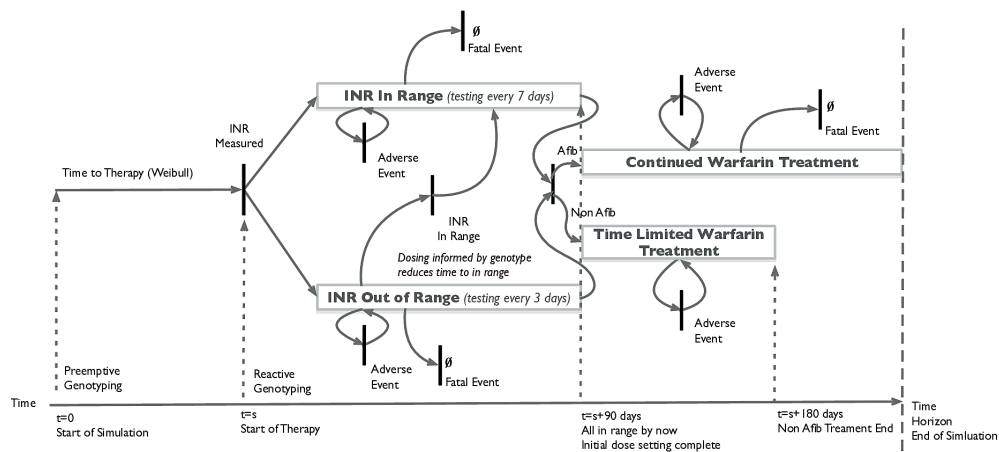 Ø
Fatal Event
INR In Range (testing every 7 days)
Adverse
Event
INR
Measured
Adverse
Event
Ø
Fatal Event
Afib
Continued Warfarin Treatment
Time to Therapy (Weibull)
INR
In Range
Non Afib
Time Limited Warfarin
Treatment
Dosing informed by genotype
reduces time to in range
INR Out of Range (testing every 3 days)
Adverse
Event
Adverse
Event
Ø
Fatal Event
Preemptive
Genotyping
Reactive
Genotyping
Time
t=0
Start of Simulation
t=s
Start of Therapy
t=s+90 days
All in range by now
Initial dose setting complete
t=s+180 days
Non Afib Treament End
Time
Horizon
End of Simluation